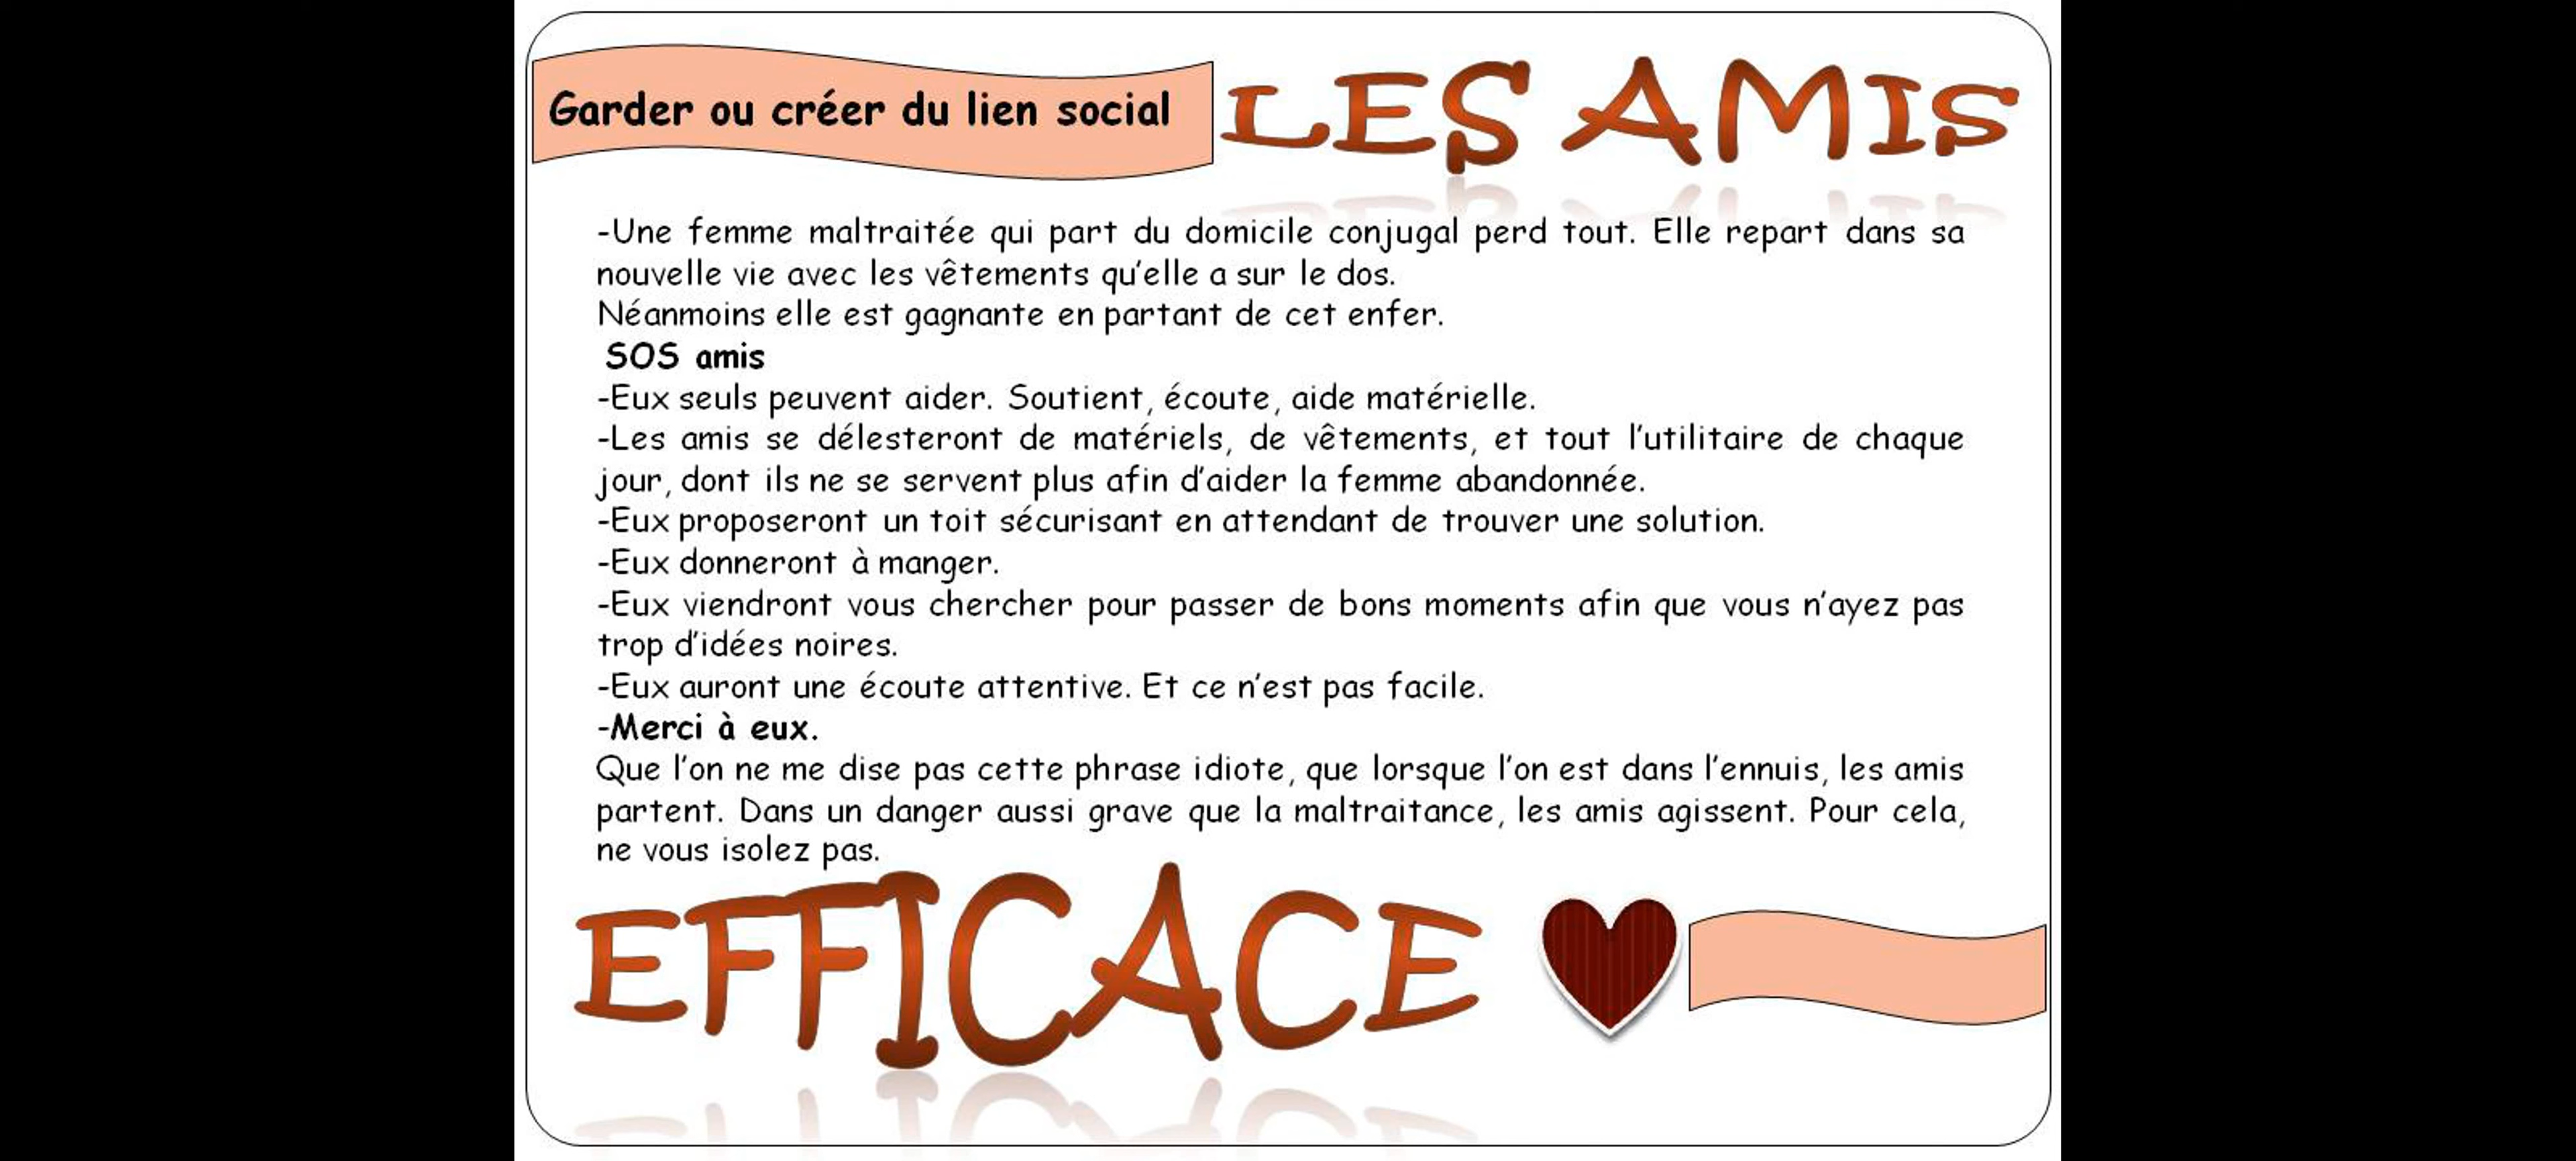 Garder ou créer du lien social
LES AMIS
-Une femme maltraitée qui part du domicile conjugal perd tout. Elle repart dans sa
nouvelle vie avec les vêtements qu’elle a sur le dos.
Néanmoins elle est gagnante en partant de cet enfer.
SOS amis
-Eux seuls peuvent aider. Soutient, écoute, aide matérielle.
-Les amis se délesteront de matériels, de vêtements, et tout l’utilitaire de chaque
jour, dont ils ne se servent plus afin d’aider la femme abandonnée.
-Eux proposeront un toit sécurisant en attendant de trouver une solution.
-Eux donneront à manger.
-Eux viendront vous chercher pour passer de bons moments afin que vous n’ayez pas
trop d’idées noires.
-Eux auront une écoute attentive. Et ce n’est pas facile.
-Merci à eux.
Que l’on ne me dise pas cette phrase idiote, que lorsque l’on est dans l’ennuis, les amis
partent. Dans un danger aussi grave que la maltraitance, les amis agissent. Pour cela,
ne vous isolez pas.
EFFICACE